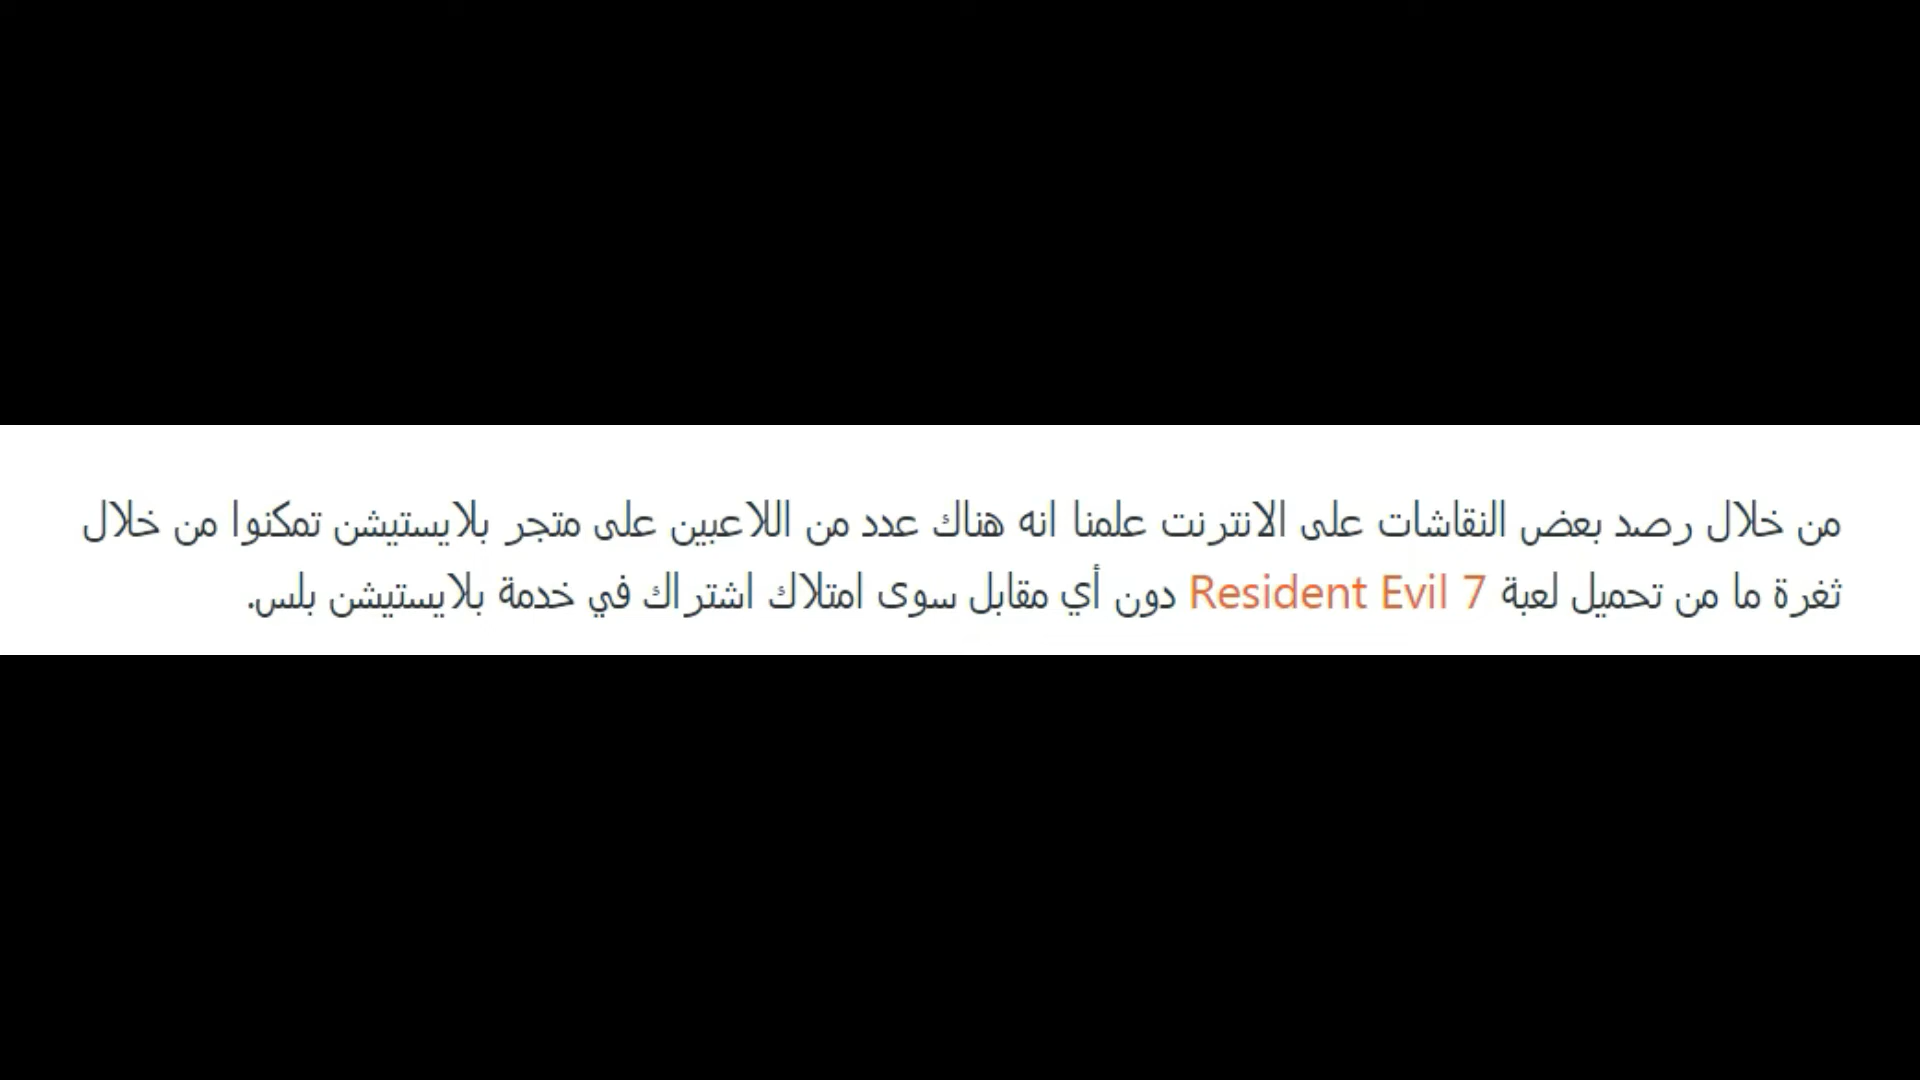 من خلال رصد بعض النقاشات على الانترنت علمنا انه هناك عدد من اللاعبين على متجر بلايستيشن تمكنوا من خلال
ثغرة ما من تحميل لعبة Resident Evil 7 دون أي مقابل سوى امتلاك اشتراك في خدمة بلايستيشن بلس.